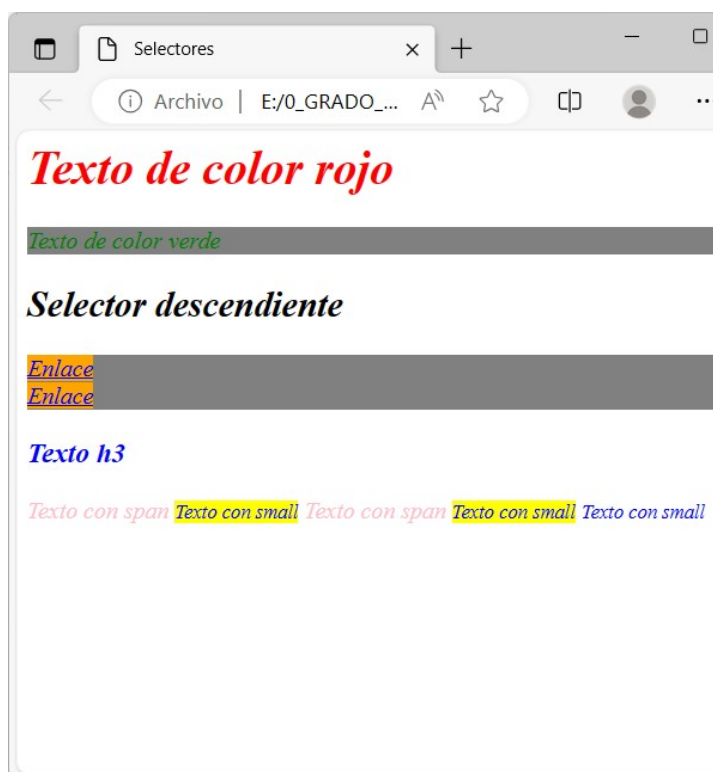 Selectores
Archivo | E:/0_GRADO_...
Texto de color rojo
Texto de color verde
Selector descendiente
Enlace
Enlace
Texto h3
Texto con span Texto con small Texto con span Texto con small Texto con small